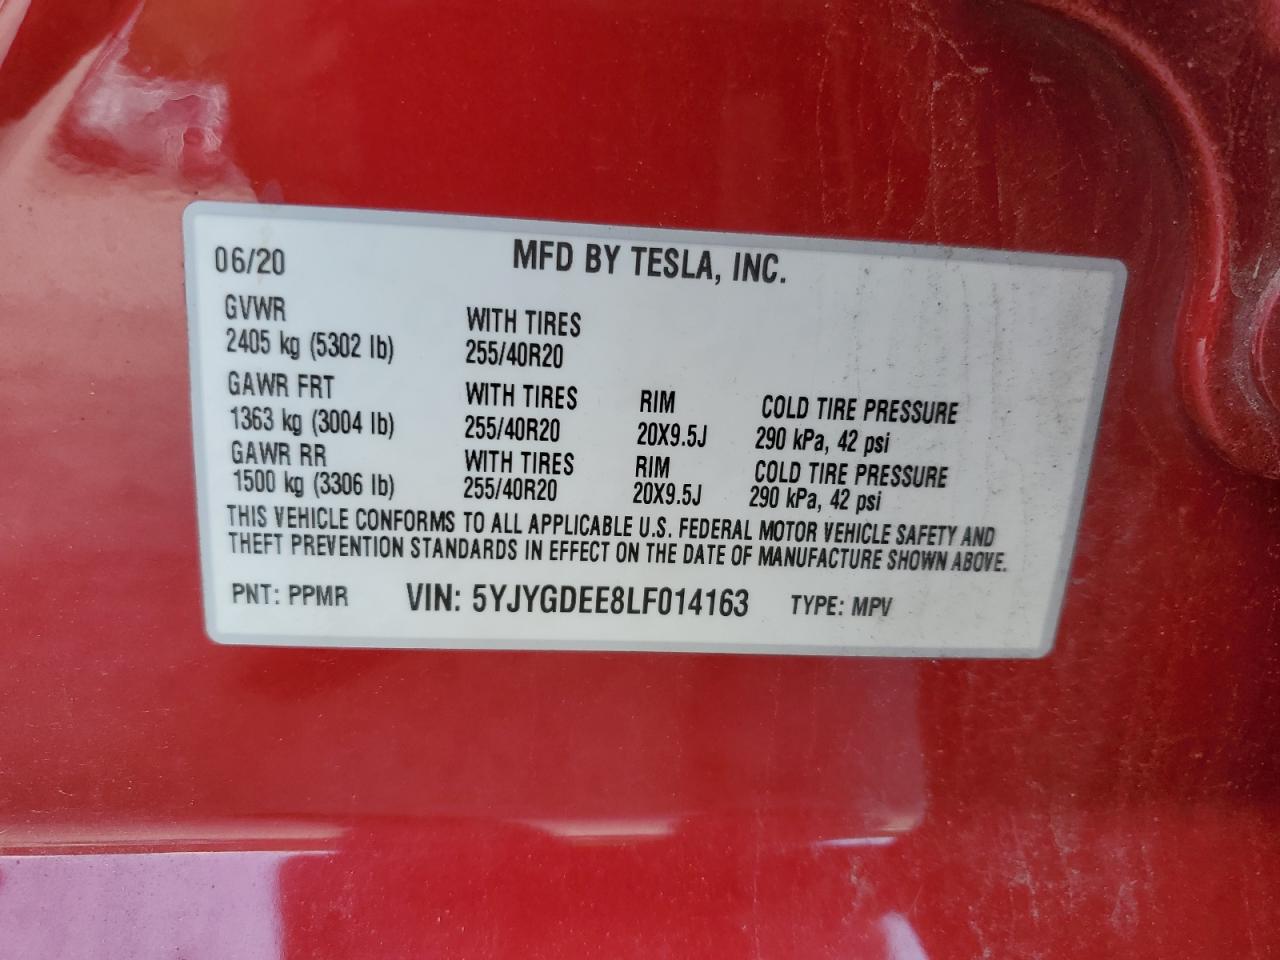 06/20 MFD BY TESLA, INC.
GVWR WITH TIRES
2405 kg (5302 lb) 255/40R20
GAWR FRT WITH TIRES RIM COLD TIRE PRESSURE
1363 kg (3004 lb) 255/40R20 20X9.5J 290 kPa, 42 psi
GAWR RR WITH TIRES RIM COLD TIRE PRESSURE
1500 kg (3306 lb) 255/40R20 20X9.5J 290 kPa, 42 psi
THIS VEHICLE CONFORMS TO ALL APPLICABLE U.S. FEDERAL MOTOR VEHICLE SAFETY AND
THEFT PREVENTION STANDARDS IN EFFECT ON THE DATE OF MANUFACTURE SHOWN ABOVE.
PNT: PPMR VIN: 5YJYGDEE8LF014163 TYPE: MPV